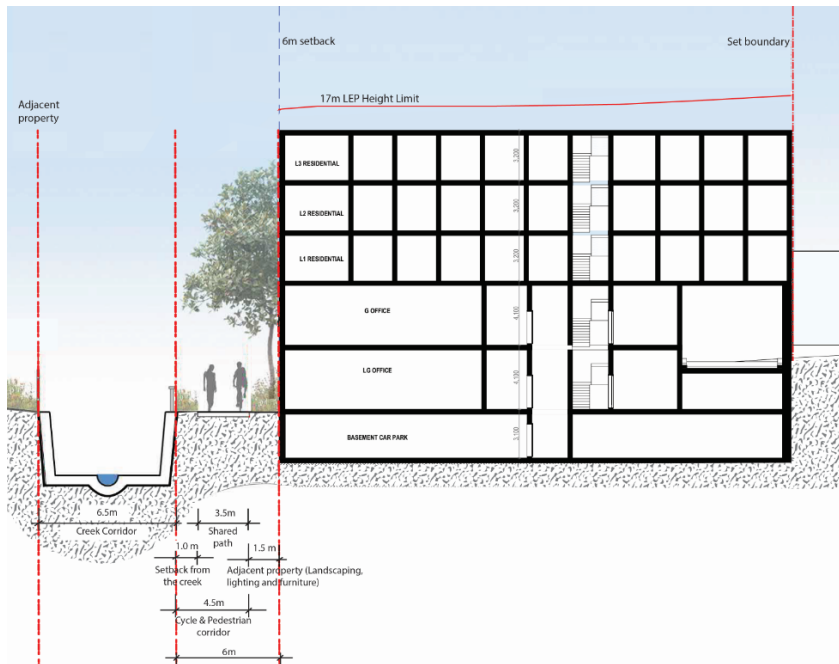 6m setback
Set boundary
17m LEP Height Limit
Adjacent
property
L3 RESIDENTIAL
3,200
L2 RESIDENTIAL
3,200
L1 RESIDENTIAL
3,200
G OFFICE
4,100
LG OFFICE
4,100
BASEMENT CAR PARK
3,100
6.5m
Creek Corridor
3.5m
Shared
path
1.0 m
Setback from
the creek
1.5 m
Adjacent property (Landscaping,
lighting and furniture)
4.5m
Cycle & Pedestrian
corridor
6m